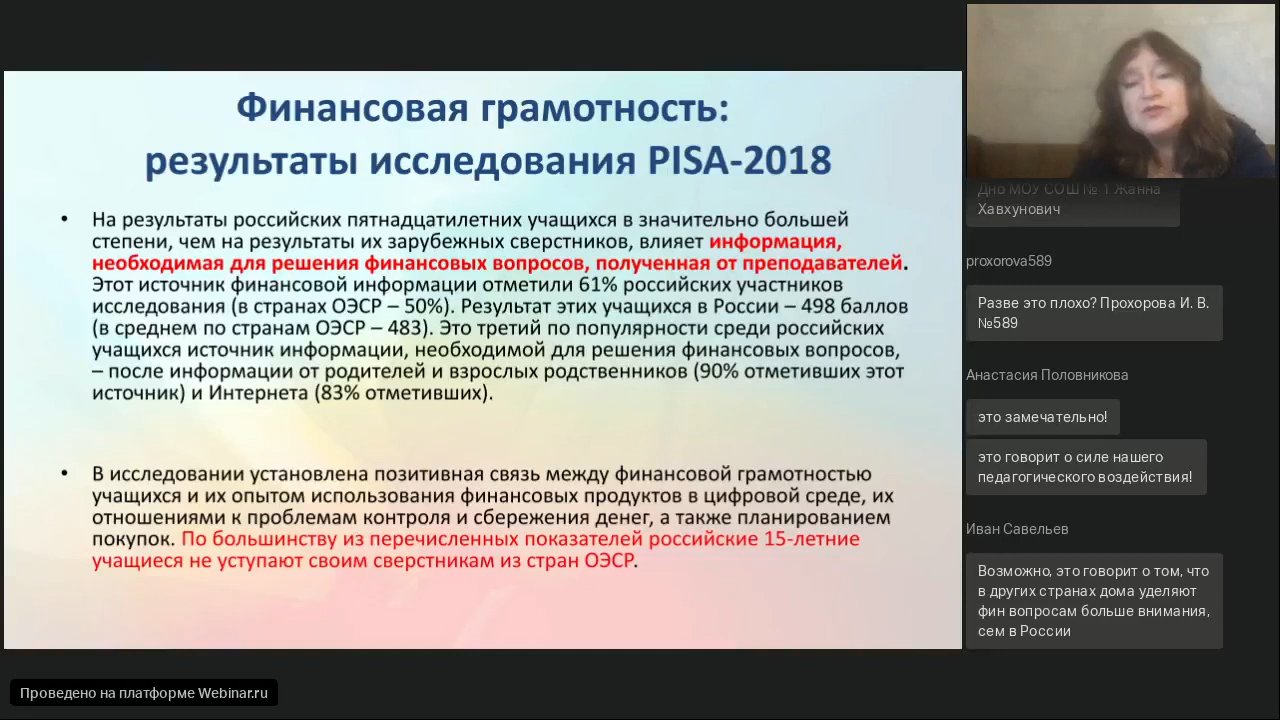 Финансовая грамотность:
результаты исследования PISA-2018
• На результаты российских пятнадцатилетних учащихся в значительно большей
степени, чем на результаты их зарубежных сверстников, влияет информация,
необходимая для решения финансовых вопросов, полученная от преподавателей.
Этот источник финансовой информации отметили 61% российских участников
исследования (в странах ОЭСР – 50%). Результат этих учащихся в России – 498 баллов
(в среднем по странам ОЭСР – 483). Это третий по популярности среди российских
учащихся источник информации, необходимой для решения финансовых вопросов,
– после информации от родителей и взрослых родственников (90% отметивших этот
источник) и Интернета (83% отметивших).
• В исследовании установлена позитивная связь между финансовой грамотностью
учащихся и их опытом использования финансовых продуктов в цифровой среде, их
отношениями к проблемам контроля и сбережения денег, а также планированием
покупок. По большинству из перечисленных показателей российские 15-летние
учащиеся не уступают своим сверстникам из стран ОЭСР.
Дно МОУ СОШ № 1 Жанна
Хавхунович
proxorova589
Разве это плохо? Прохорова И. В.
№589
Анастасия Половникова
это замечательно!
это говорит о силе нашего
педагогического воздействия!
Иван Савельев
Возможно, это говорит о том, что
в других странах дома уделяют
фин вопросам больше внимания,
сем в России
Проведено на платформе Webinar.ru